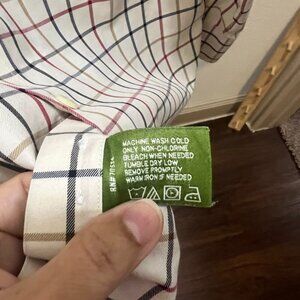 MACHINE WASH COLD
ONLY NON-CHLORINE
BLEACH WHEN NEEDED
TUMBLE DRY LOW
REMOVE PROMPTLY
WARM IRON IF NEEDED